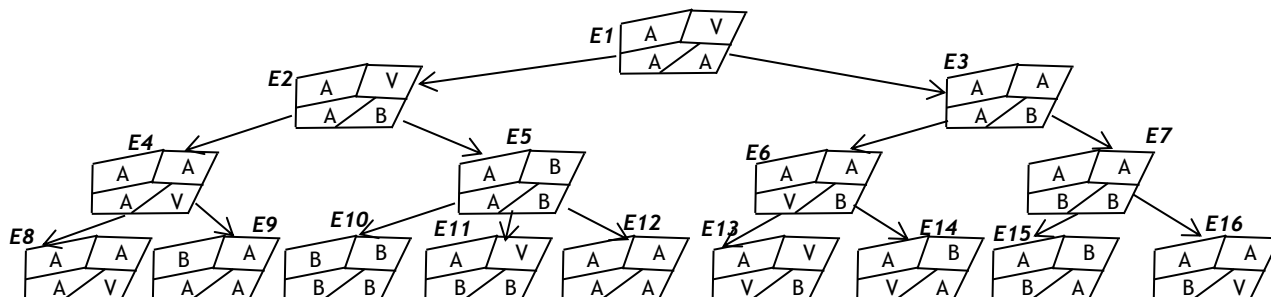 E1 A V
A A
E2 A V
A B
E3 A A
A B
E4 A A
A V
E5 A B
A B
E6 A A
V B
E7 A A
B B
E8 A A
A V
E9 B A
A A
E10 B B
B B
E11 A V
B B
E12 A A
A A
E13 A V
V B
E14 A B
V A
E15 A B
B A
E16 A A
B V